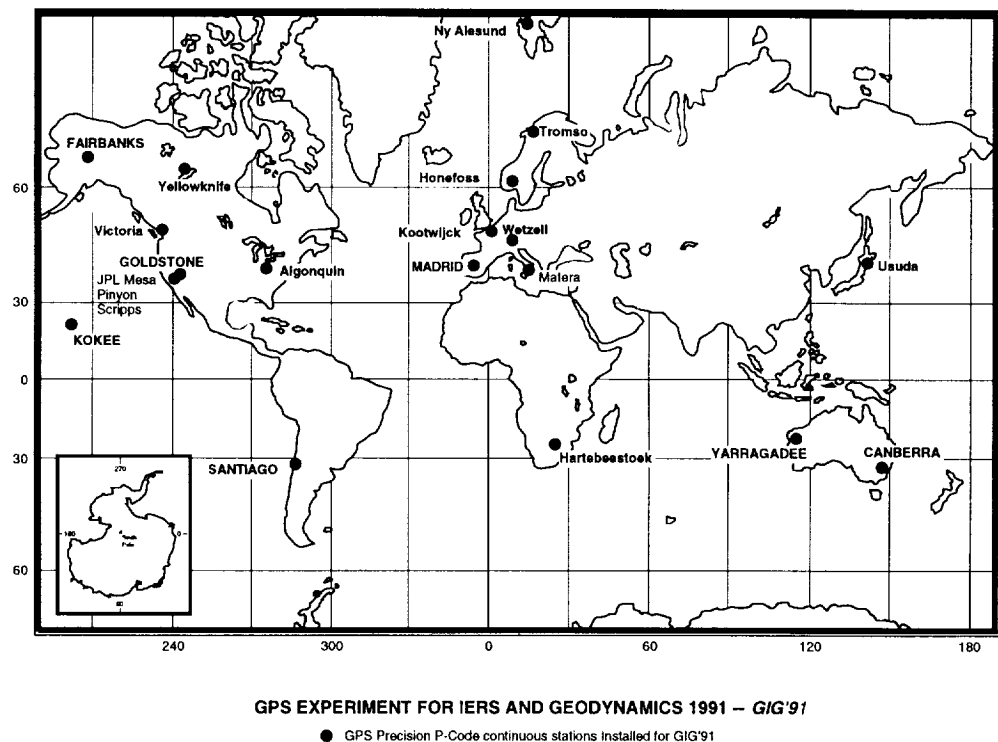 Ny Alesund
Tromso
FAIRBANKS
Yellowknife
Honefoss
60
Victoria
Kootwijck
Wetzell
GOLDSTONE
Algonquin
MADRID
Matera
Usuda
JPL Mesa
Pinyon
Scripps
30
KOKEE
0
SANTIAGO
Hartebeestoek
YARRAGADEE
CANBERRA
30
270
180
South
Pole
0
90
60
240 300 0 60 120 180
GPS EXPERIMENT FOR IERS AND GEODYNAMICS 1991 – GIG'91
GPS Precision P-Code continuous stations installed for GIG'91